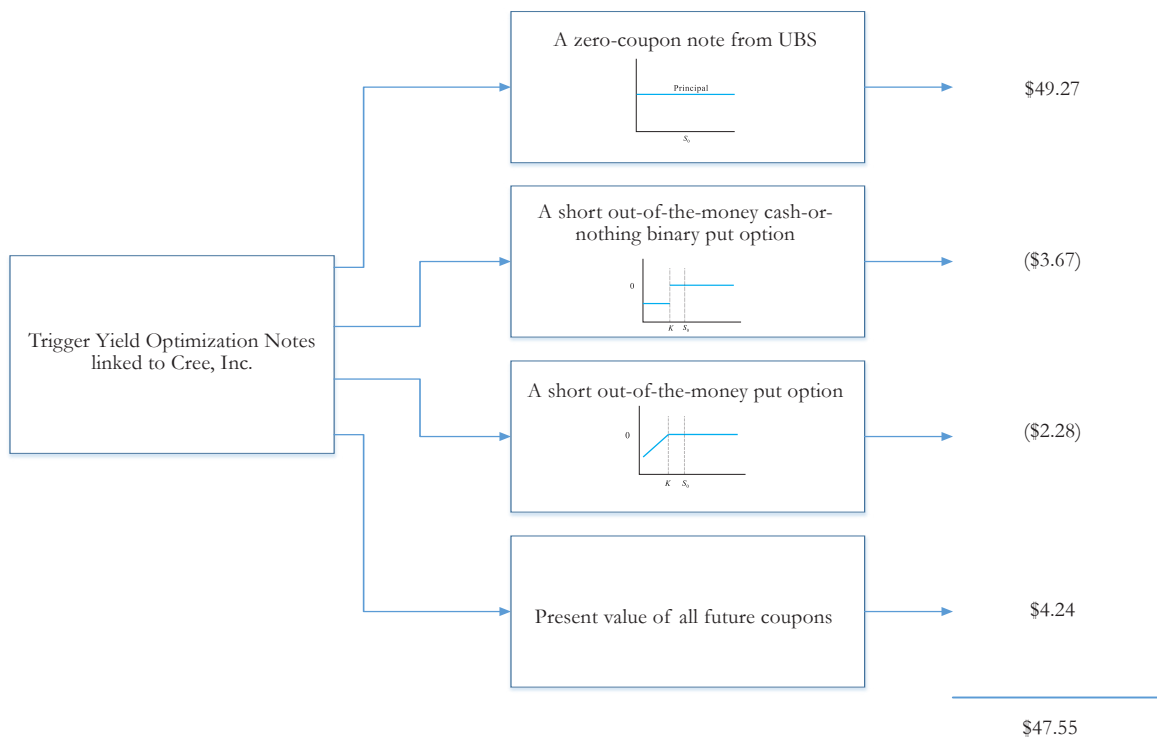 A zero-coupon note from UBS
Principal
S0
$49.27
A short out-of-the-money cash-or-
nothing binary put option
0
K S0
($3.67)
Trigger Yield Optimization Notes
linked to Cree, Inc.
A short out-of-the-money put option
0
K S0
($2.28)
Present value of all future coupons
$4.24
$47.55